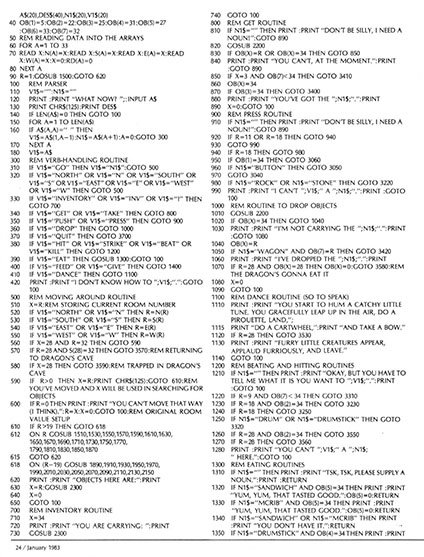 A$(20),DES$(40),N1$(20),V1$(20)
40 OB(1)=5:OB(2)=22:OB(4)=31:OB(5)=27
:OB(6)=33:OB(7)=32
50 REM READING DATA INTO THE ARRAYS
60 FOR A=1 TO 33
70 READ X:N(A)=X:READ X:S(A)=X:READ X:E(A)=X:READ
X:W(A)=X:X=0:RD(A)=0
80 NEXT A
90 R=1:GOSUB 1500:GOTO 620
100 REM PARSER
110 V1$="":N1$=""
120 PRINT :PRINT "WHAT NOW? ";:INPUT A$
130 PRINT CHR$(125):PRINT DES$
140 IF LEN(A$)=0 THEN GOTO 100
150 FOR A=1 TO LEN(A$)
160 IF A$(A,A)=" " THEN
V1$=A$(1,A-1):N1$=A$(A+1):A=0:GOTO 300
170 NEXT A
180 V1$=A$
300 REM VERB-HANDLING ROUTINE
310 IF V1$="GO" THEN V1$=N1$:GOTO 500
320 IF V1$="NORTH" OR V1$="N" OR V1$="SOUTH" OR
V1$="S" OR V1$="EAST" OR V1$="E" OR V1$="WEST"
OR V1$="W" THEN GOTO 500
330 IF V1$="INVENTORY" OR V1$="INV" OR V1$="I" THEN
GOTO 700
340 IF V1$="GET" OR V1$="TAKE" THEN GOTO 800
350 IF V1$="PUSH" OR V1$="PRESS" THEN GOTO 900
360 IF V1$="DROP" THEN GOTO 1000
370 IF V1$="QUIT" THEN GOTO 3700
380 IF V1$="HIT" OR V1$="STRIKE" OR V1$="BEAT" OR
V1$="KILL" THEN GOTO 1200
390 IF V1$="EAT" THEN GOSUB 1300:GOTO 100
400 IF V1$="FEED" OR V1$="GIVE" THEN GOTO 1400
410 IF V1$="DANCE" THEN GOTO 1100
420 PRINT :PRINT "I DON'T KNOW HOW TO ";V1$;".":GOTO
100
500 REM MOVING AROUND ROUTINE
510 X=R:REM STORING CURRENT ROOM NUMBER
520 IF V1$="NORTH" OR V1$="N" THEN R=N(R)
530 IF V1$="SOUTH" OR V1$="S" THEN R=S(R)
540 IF V1$="EAST" OR V1$="E" THEN R=E(R)
550 IF V1$="WEST" OR V1$="W" THEN R=W(R)
560 IF X=28 AND R=32 THEN GOTO 590
570 IF R=28 AND S(28)=32 THEN GOTO 3570:REM RETURNING
TO DRAGON'S CAVE
580 IF X=28 THEN GOTO 3590:REM TRAPPED IN DRAGON'S
CAVE
590 IF R>0 THEN X=R:PRINT CHR$(125):GOTO 610:REM
YOU'VE MOVED AND X WILL BE USED IN SEARCHING FOR
OBJECTS
600 IF R=0 THEN PRINT :PRINT "YOU CAN'T MOVE THAT WAY
(I THINK).":R=X:X=0:GOTO 100:REM ORIGINAL ROOM
VALUE SETUP
610 IF R>19 THEN GOTO 618
612 ON R GOSUB 1510,1530,1550,1570,1590,1610,1630,
1650,1670,1690,1710,1730,1750,1770,
1790,1810,1830,1850,1870
615 GOTO 620
618 ON (R-19) GOSUB 1890,1910,1930,1950,1970,
1990,2010,2030,2050,2070,2090,2110,2130,2150
620 PRINT :PRINT "OBJECTS HERE ARE:":PRINT
630 X=R:GOSUB 2300
640 X=0
650 GOTO 100
700 REM INVENTORY ROUTINE
710 X=34
720 PRINT :PRINT "YOU ARE CARRYING: ":PRINT
730 GOSUB 2300
740 GOTO 100
800 REM GET ROUTINE
810 IF N1$="" THEN PRINT :PRINT "DON'T BE SILLY, I NEED A
NOUN!":GOTO 890
820 GOSUB 2200
830 IF OB(X)=R OR OB(X)=34 THEN GOTO 850
840 PRINT :PRINT "YOU CAN'T, AT THE MOMENT.":PRINT
:GOTO 890
850 IF X=3 AND OB(7)<34 THEN GOTO 3410
860 OB(X)=34
870 IF OB(3)=34 THEN GOTO 3400
880 PRINT :PRINT "YOU'VE GOT THE ";N1$;".":PRINT
890 X=0:GOTO 100
900 REM PRESS ROUTINE
910 IF N1$="" THEN PRINT :PRINT "DON'T BE SILLY, I NEED A
NOUN!":GOTO 890
920 IF R=11 OR R=18 THEN GOTO 940
930 GOTO 990
940 IF R=18 THEN GOTO 980
950 IF OB(1)=34 THEN GOTO 3060
960 IF N1$="BUTTON" THEN GOTO 3050
970 GOTO 3040
980 IF N1$="ROCK" OR N1$="STONE" THEN GOTO 3220
990 PRINT :PRINT "I CAN'T ";V1$;" A ";N1$;".":PRINT :GOTO
100
1000 REM ROUTINE TO DROP OBJECTS
1010 GOSUB 2200
1020 IF OB(X)=34 THEN GOTO 1040
1030 PRINT :PRINT "I'M NOT CARRYING THE ";N1$;".":PRINT
:GOTO 1080
1040 OB(X)=R
1050 IF N1$="WAGON" AND OB(7)=R THEN GOTO 3420
1060 PRINT :PRINT "I'VE DROPPED THE ";N1$;".":PRINT
1070 IF R=28 AND OB(X)=28 THEN OB(X)=0:GOTO 3580:REM
THE DRAGON'S GONNA EAT IT
1080 X=0
1090 GOTO 100
1100 REM DANCE ROUTINE (SO TO SPEAK)
1110 PRINT :PRINT "YOU START TO HUM A CATCHY LITTLE
TUNE, YOU GRACEFULLY LEAP UP IN THE AIR, DO A
PIROUETTE, LAND,";
1115 PRINT "DO A CARTWHEEL,":PRINT "AND TAKE A BOW."
1120 IF R=28 THEN GOTO 3530
1130 PRINT :PRINT "FURRY LITTLE CREATURES APPEAR,
APPLAUD FURIOUSLY, AND LEAVE."
1140 GOTO 100
1200 REM BEATING AND HITTING ROUTINES
1210 IF N1$="" THEN PRINT :PRINT "OKAY, BUT YOU HAVE TO
TELL ME WHAT IT IS YOU WANT TO ";V1$;".":PRINT
:GOTO 100
1220 IF R=9 AND OB(7)<34 THEN GOTO 3310
1230 IF R=18 AND OB(2)=34 THEN GOTO 3230
1240 IF R=18 THEN GOTO 3250
1250 IF N1$="DRUM" OR N1$="DRUMSTICK" THEN GOTO
3320
1260 IF R=28 AND OB(2)=34 THEN GOTO 3550
1270 IF R=28 THEN GOTO 3560
1280 PRINT :PRINT "YOU CAN'T ";V1$;" A ";N1$;
" HERE.":GOTO 100
1300 REM EATING ROUTINES
1310 IF N1$="" THEN PRINT :PRINT "TSK, TSK, PLEASE SUPPLY A
NOUN.":PRINT :RETURN
1320 IF N1$="SANDWICH" AND OB(5)=34 THEN PRINT :PRINT
"YUM, YUM, THAT TASTED GOOD.":OB(5)=0:RETURN
1330 IF N1$="MCRIB" AND OB(5)=34 THEN PRINT :PRINT
"YUM, YUM, THAT TASTED GOOD.":OB(5)=0:RETURN
1340 IF N1$="SANDWICH" OR N1$="MCRIB" THEN PRINT
:PRINT "YOU DON'T HAVE IT.":RETURN
1350 IF N1$="DRUMSTICK" AND OB(4)=34 THEN PRINT :PRINT
24 / January 1983